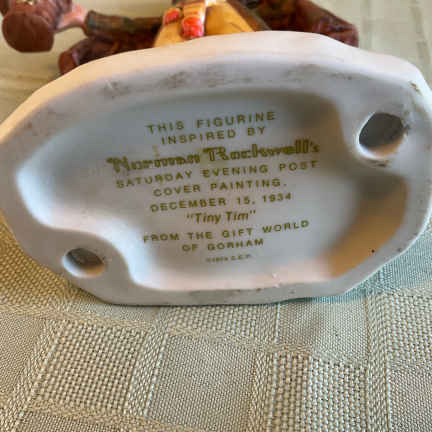 THIS FIGURINE
INSPIRED BY
Norman Rockwell's
SATURDAY EVENING POST
COVER PAINTING.
DECEMBER 15, 1934
"Tiny Tim"
FROM THE GIFT WORLD
OF GORHAM